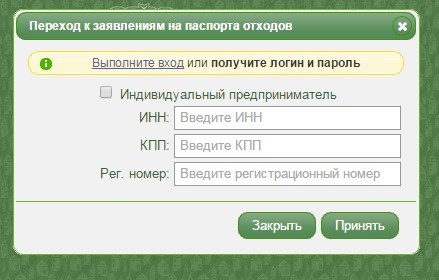 Переход к заявлениям на паспорта отходов
Выполните вход или получите логин и пароль
Индивидуальный предприниматель
ИНН: Введите ИНН
КПП: Введите КПП
Рег. номер: Введите регистрационный номер
Закрыть Принять